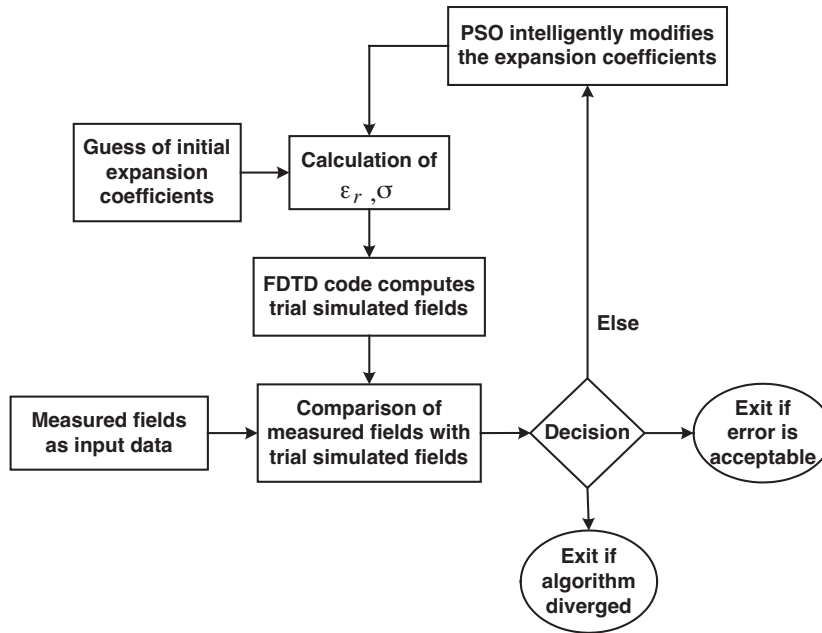 PSO intelligently modifies
the expansion coefficients
Guess of initial
expansion
coefficients
Calculation of
εr ,σ
FDTD code computes
trial simulated fields
Else
Measured fields
as input data
Comparison of
measured fields with
trial simulated fields
Decision
Exit if
error is
acceptable
Exit if
algorithm
diverged